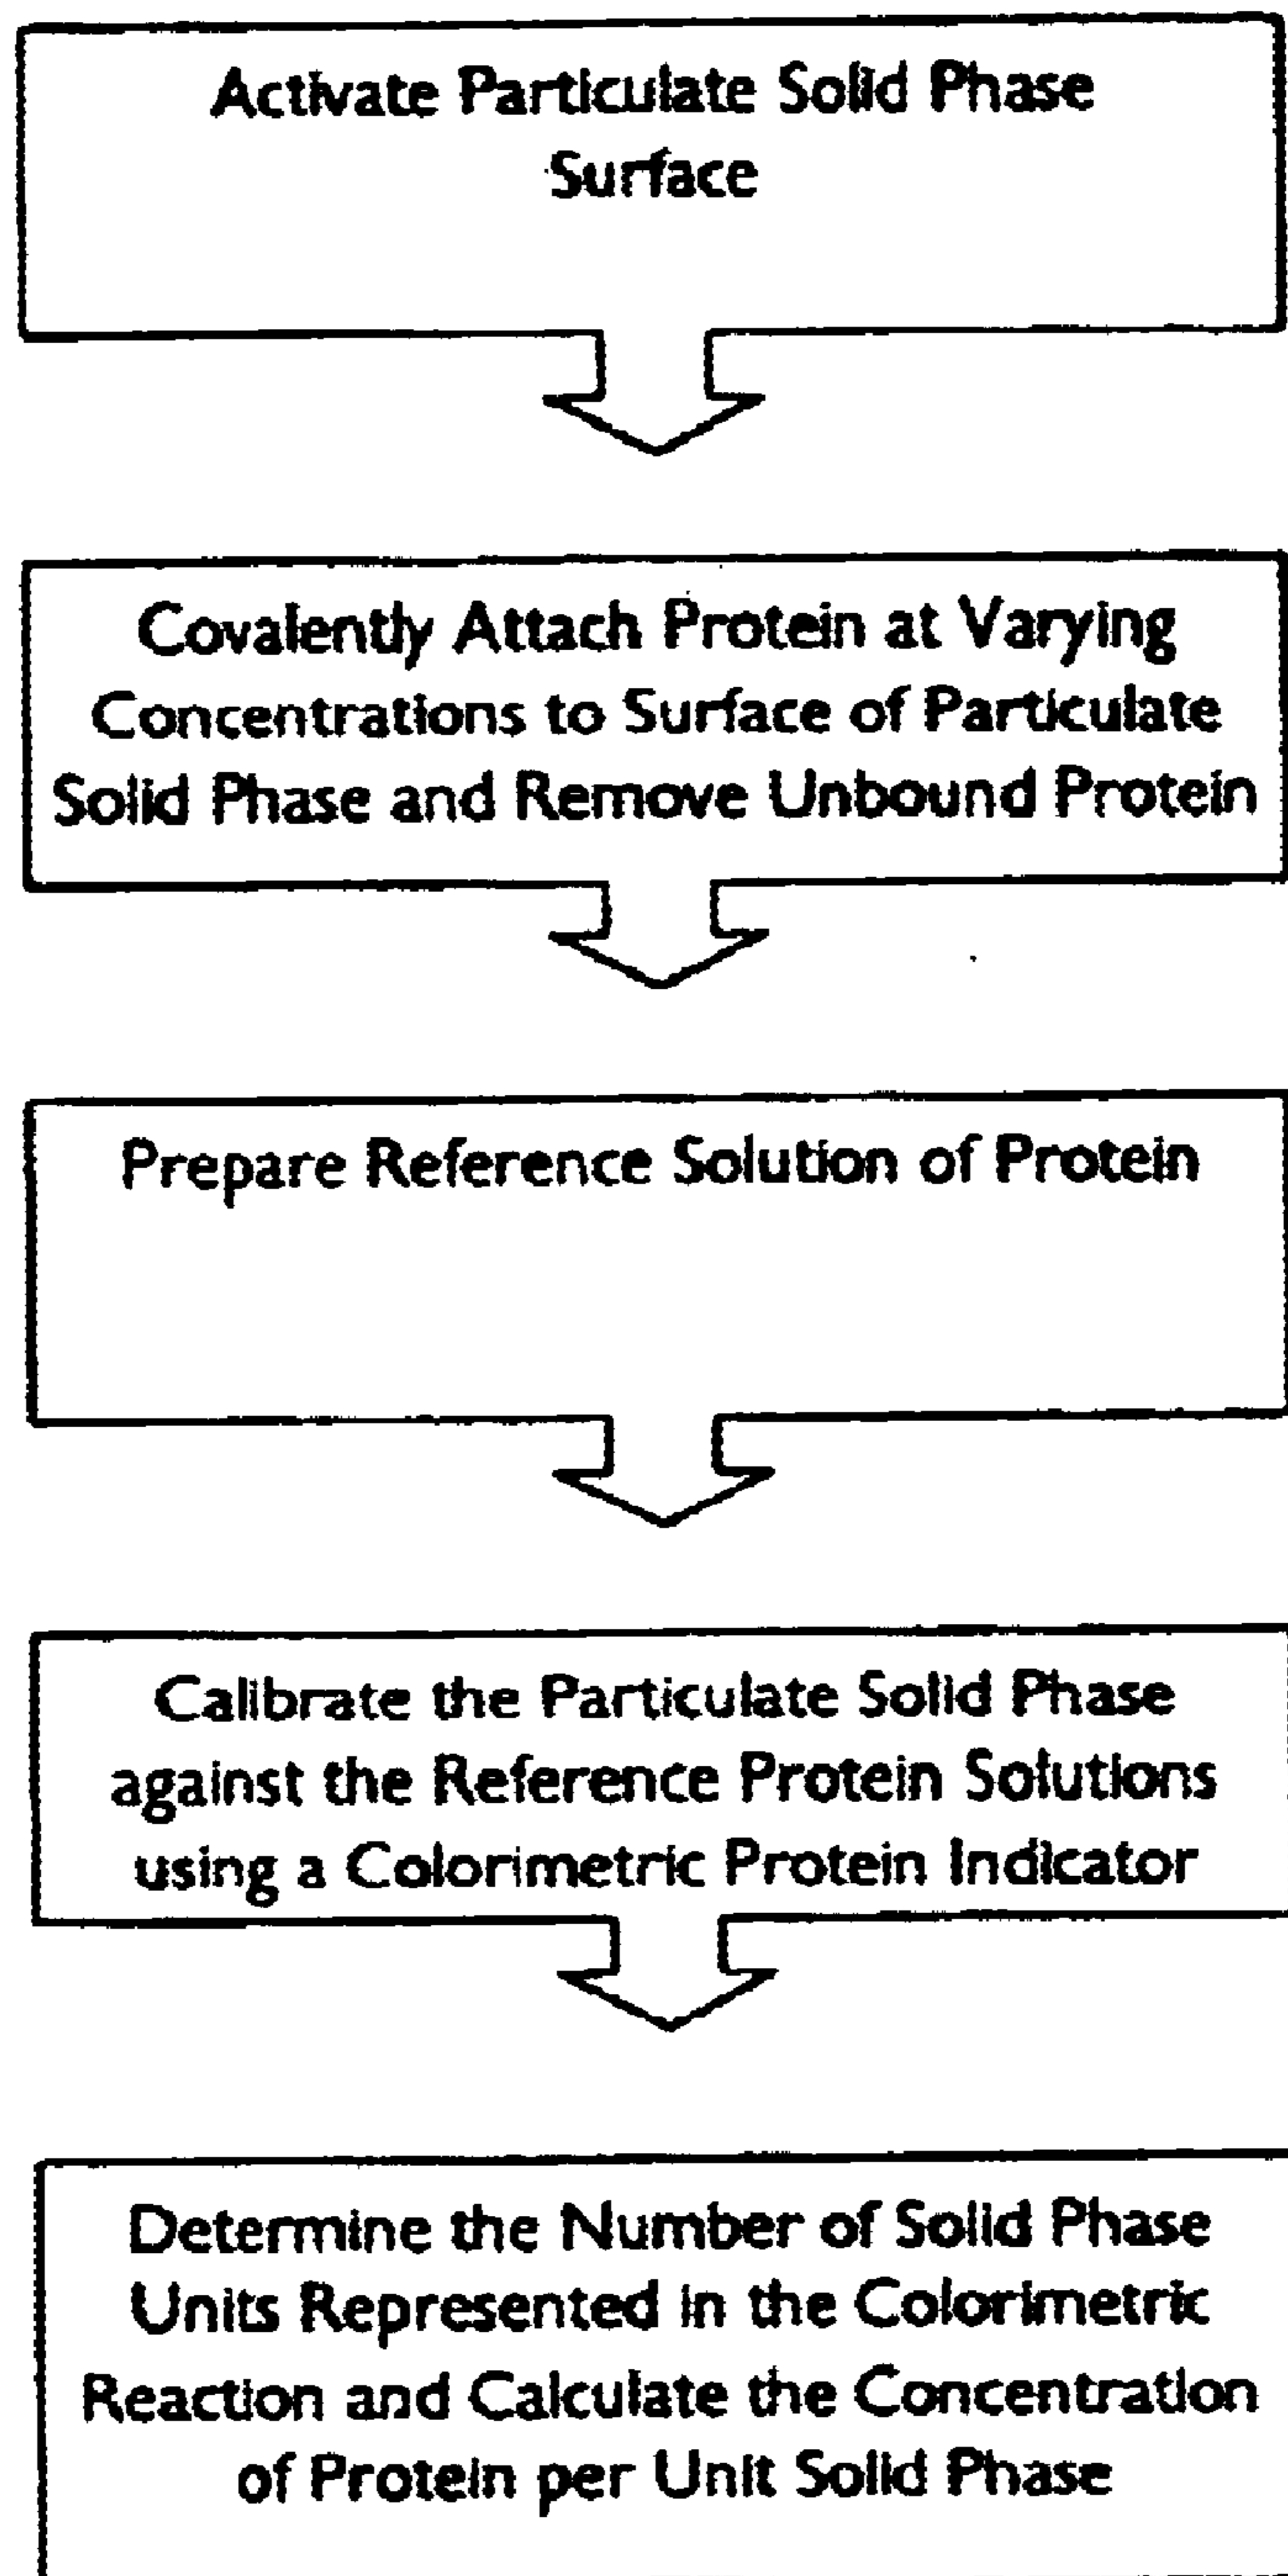 Activate Particulate Solid Phase
Surface
Covalently Attach Protein at Varying
Concentrations to Surface of Particulate
Solid Phase and Remove Unbound Protein
Prepare Reference Solution of Protein
Calibrate the Particulate Solid Phase
against the Reference Protein Solutions
using a Colorimetric Protein Indicator
Determine the Number of Solid Phase
Units Represented in the Colorimetric
Reaction and Calculate the Concentration
of Protein per Unit Solid Phase